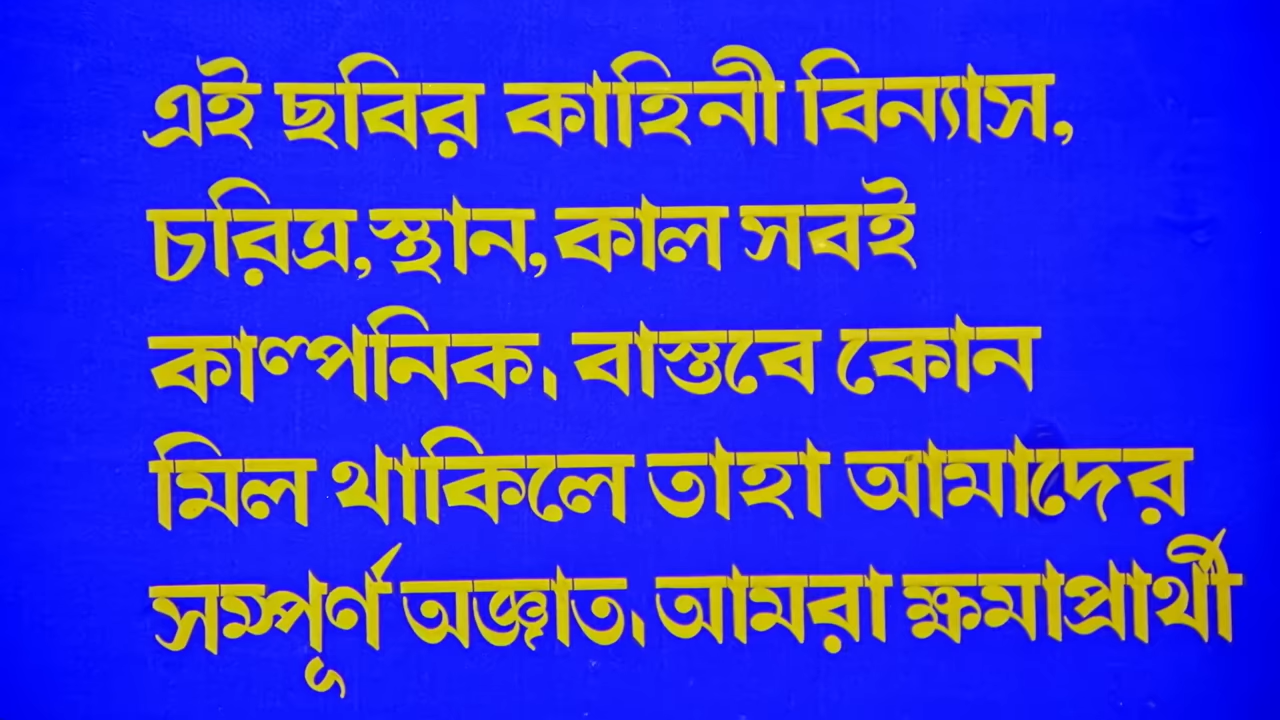 এই ছবির কাহিনী বিন্যাস,
চরিত্র, স্থান, কাল সবই
কাল্পনিক, বাস্তবে কোন
মিল থাকিলে তাহা আমাদের
সম্পূর্ণ অজ্ঞাত, আমরা ক্ষমাপ্রার্থী